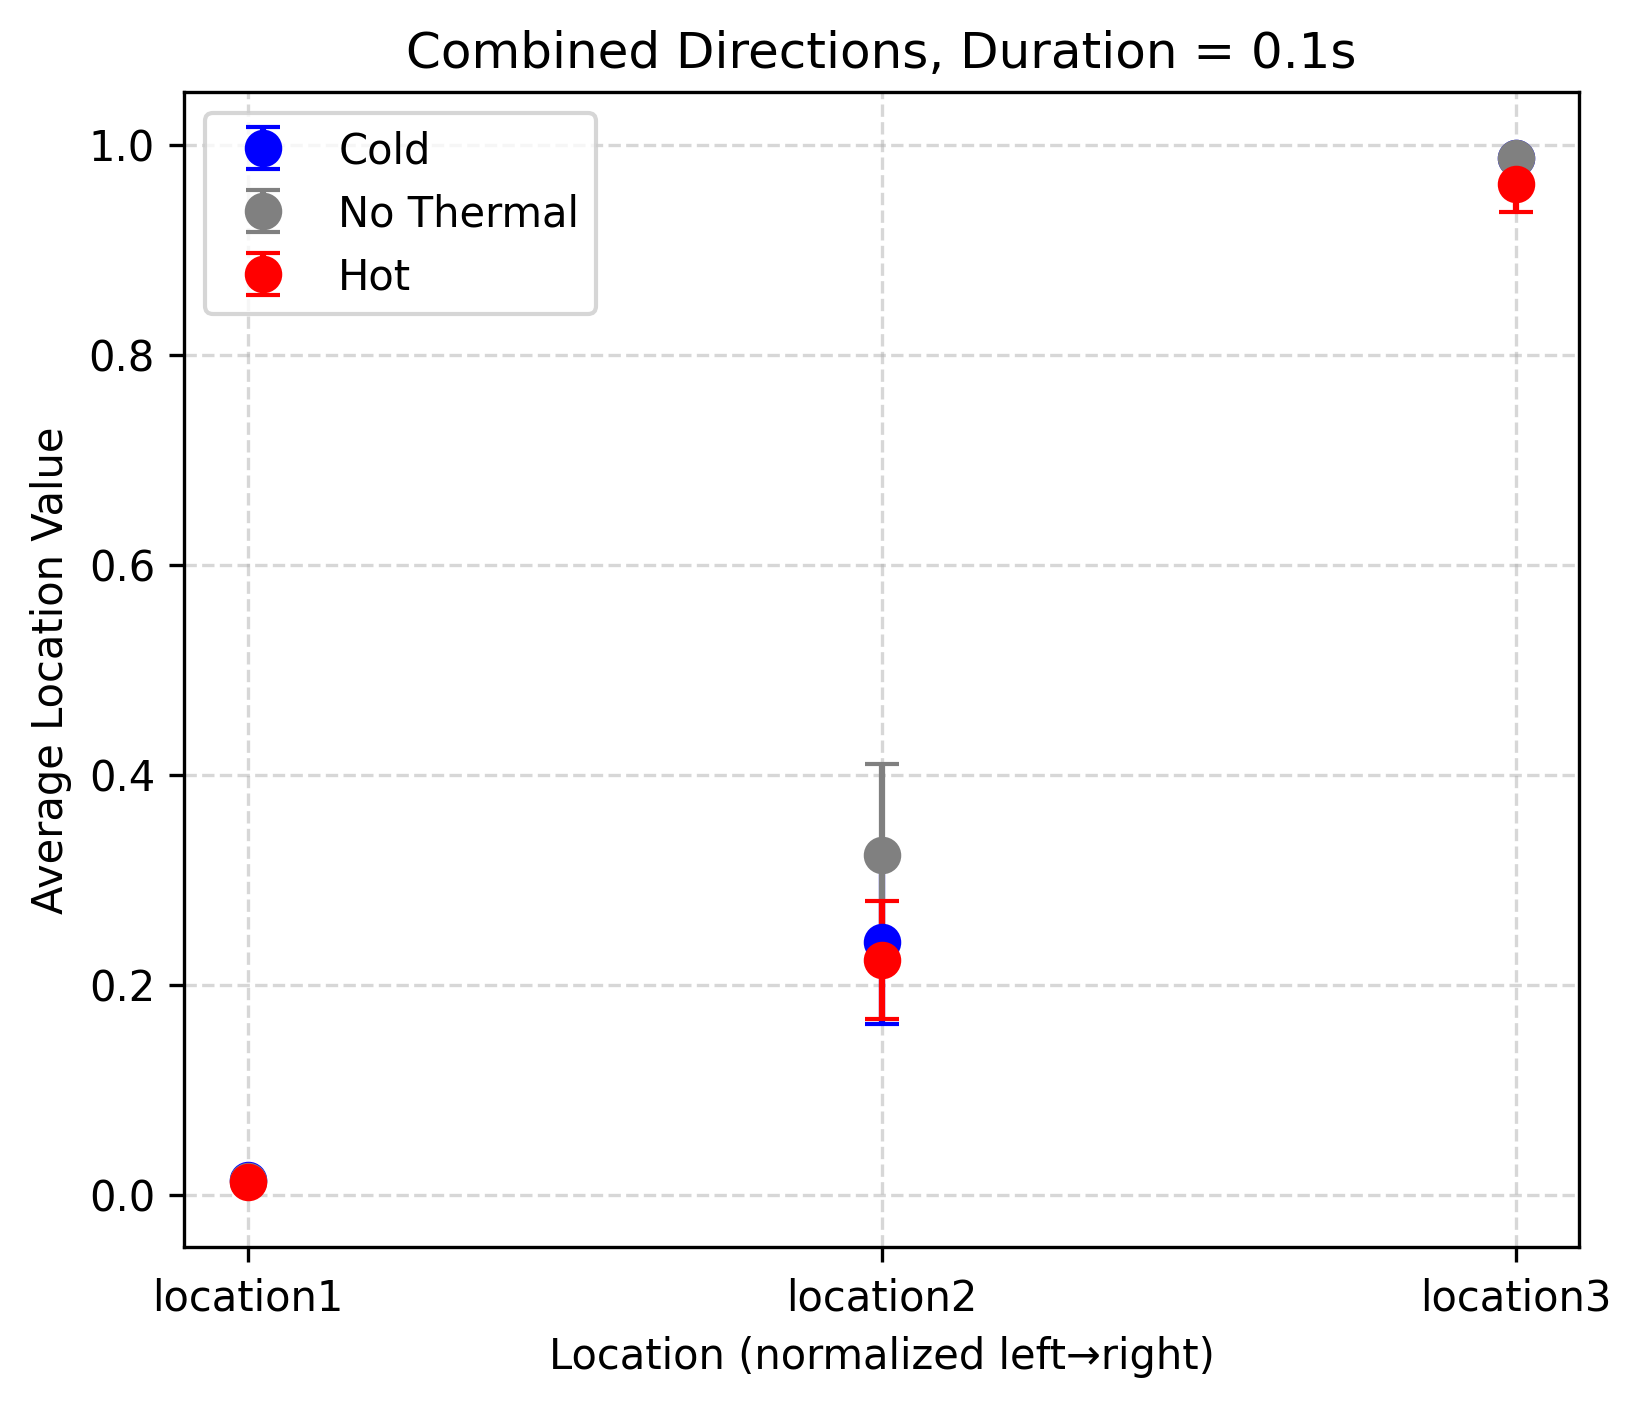 Combined Directions, Duration = 0.1s
Cold
No Thermal
Hot
1.0
0.8
0.6
0.4
0.2
0.0
Average Location Value
location1
location2
location3
Location (normalized left→right)